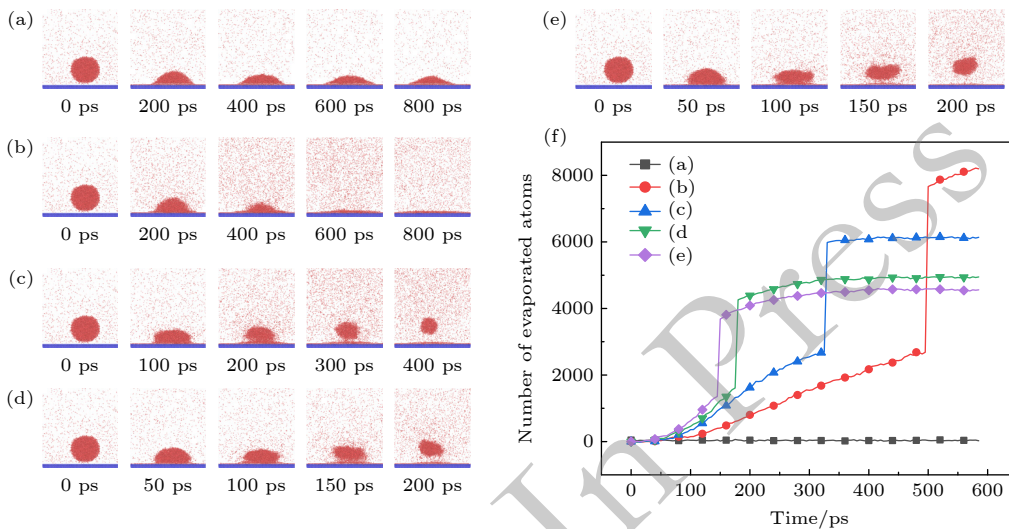 (a)
0 ps 200 ps 400 ps 600 ps 800 ps
(b)
0 ps 200 ps 400 ps 600 ps 800 ps
(c)
0 ps 100 ps 200 ps 300 ps 400 ps
(d)
0 ps 50 ps 100 ps 150 ps 200 ps
(e)
0 ps 50 ps 100 ps 150 ps 200 ps
(f)
(a)
(b)
(c)
(d
(e)
Number of evaporated atoms
8000
6000
4000
2000
0
0 100 200 300 400 500 600
Time/ps
In Press